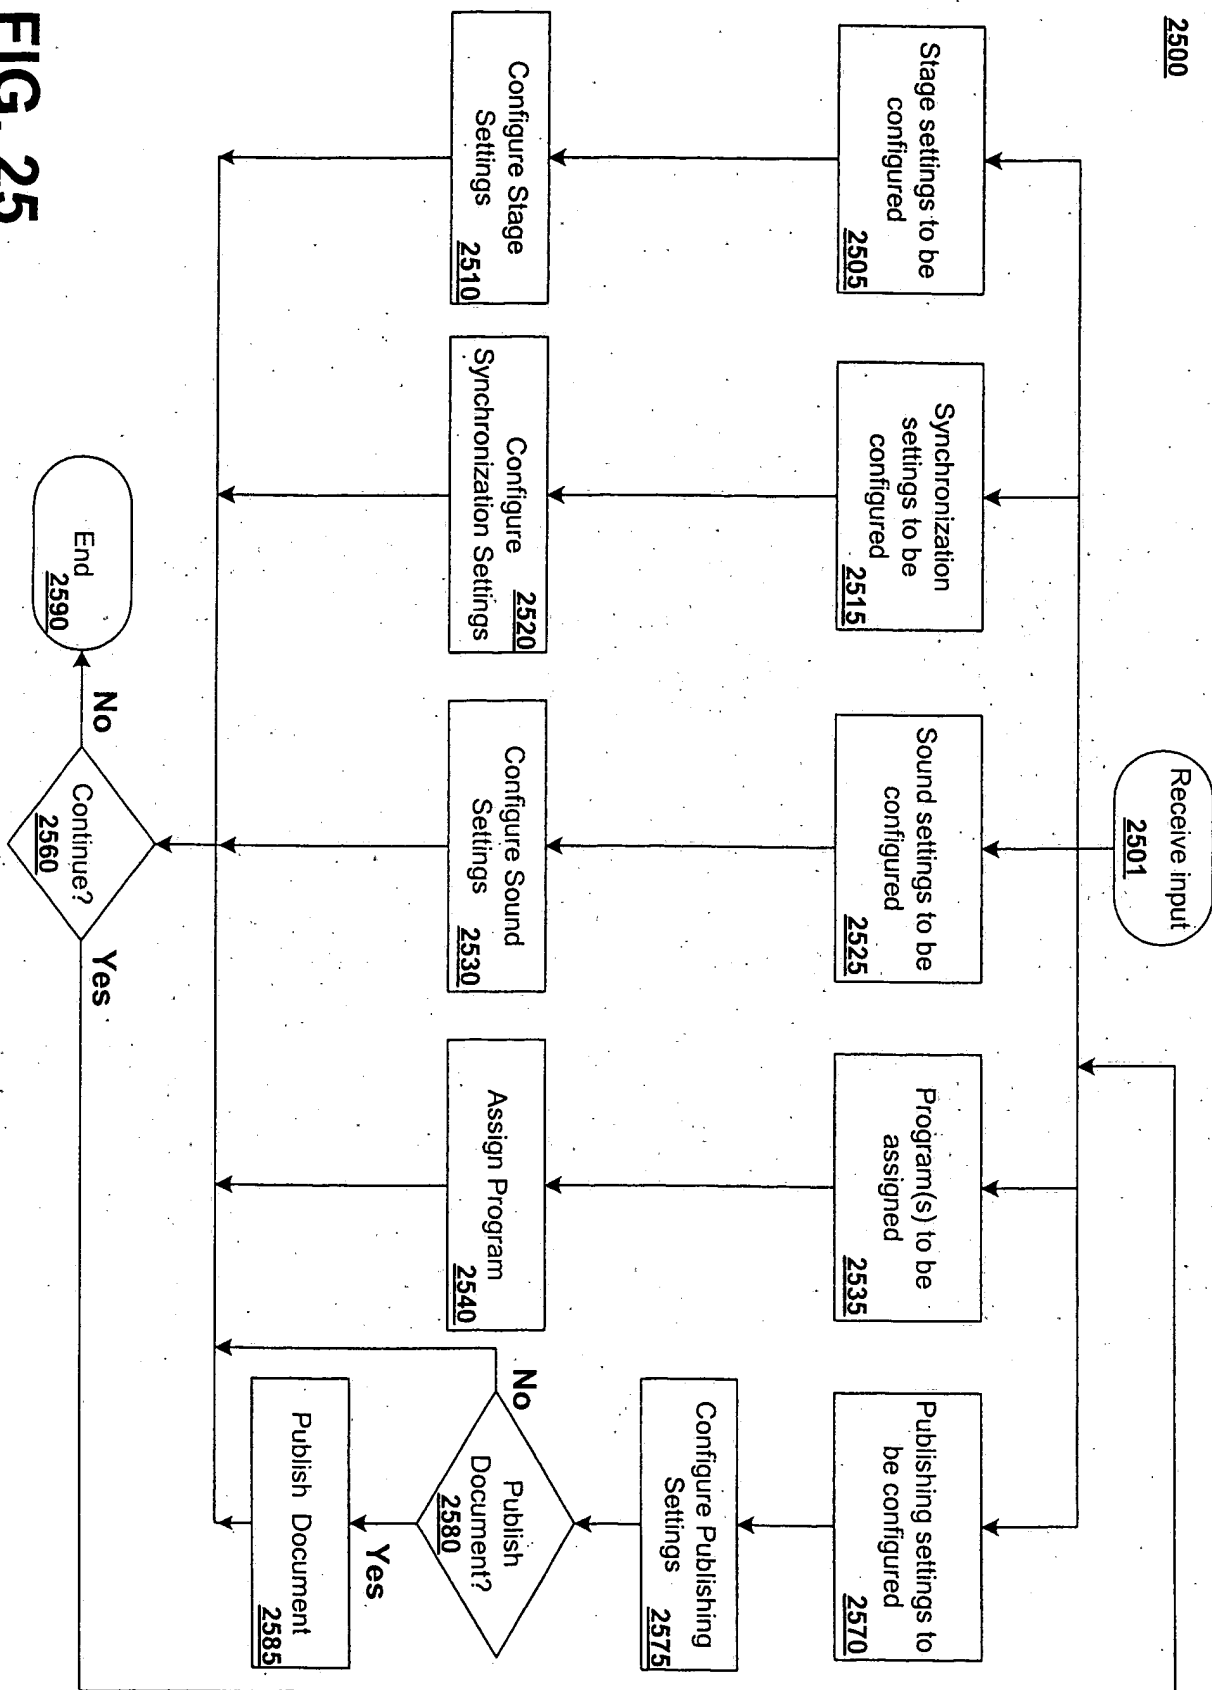 2500
Receive input
2501
Stage settings to be
configured
2505
Synchronization
settings to be
configured
2515
Sound settings to be
configured
2525
Program(s) to be
assigned
2535
Publishing settings to
be configured
2570
Configure Stage
Settings
2510
Configure
2520
Synchronization Settings
Configure Sound
Settings
2530
Assign Program
2540
Configure Publishing
Settings
2575
Publish
Document?
2580
No
Yes
Publish Document
2585
Continue?
2560
No
Yes
End
2590
FIG. 25